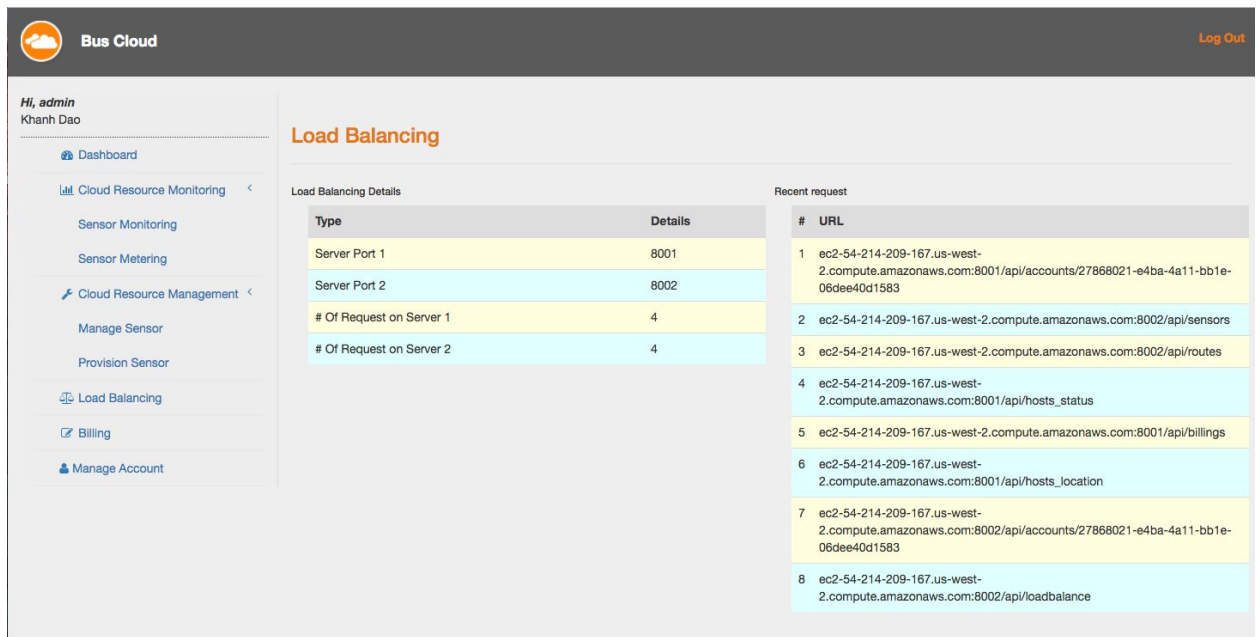 Bus Cloud
Log Out
Hi, admin
Khanh Dao
Dashboard
Cloud Resource Monitoring
Sensor Monitoring
Sensor Metering
Cloud Resource Management
Manage Sensor
Provision Sensor
Load Balancing
Billing
Manage Account
Load Balancing
Load Balancing Details
Type Details
Server Port 1 8001
Server Port 2 8002
# Of Request on Server 1 4
# Of Request on Server 2 4
Recent request
# URL
1 ec2-54-214-209-167.us-west-
2.compute.amazonaws.com:8001/api/accounts/27868021-e4ba-4a11-bb1e-
06dee40d1583
2 ec2-54-214-209-167.us-west-2.compute.amazonaws.com:8002/api/sensors
3 ec2-54-214-209-167.us-west-2.compute.amazonaws.com:8002/api/routes
4 ec2-54-214-209-167.us-west-
2.compute.amazonaws.com:8001/api/hosts_status
5 ec2-54-214-209-167.us-west-2.compute.amazonaws.com:8001/api/billings
6 ec2-54-214-209-167.us-west-
2.compute.amazonaws.com:8001/api/hosts_location
7 ec2-54-214-209-167.us-west-
2.compute.amazonaws.com:8002/api/accounts/27868021-e4ba-4a11-bb1e-
06dee40d1583
8 ec2-54-214-209-167.us-west-
2.compute.amazonaws.com:8002/api/loadbalance